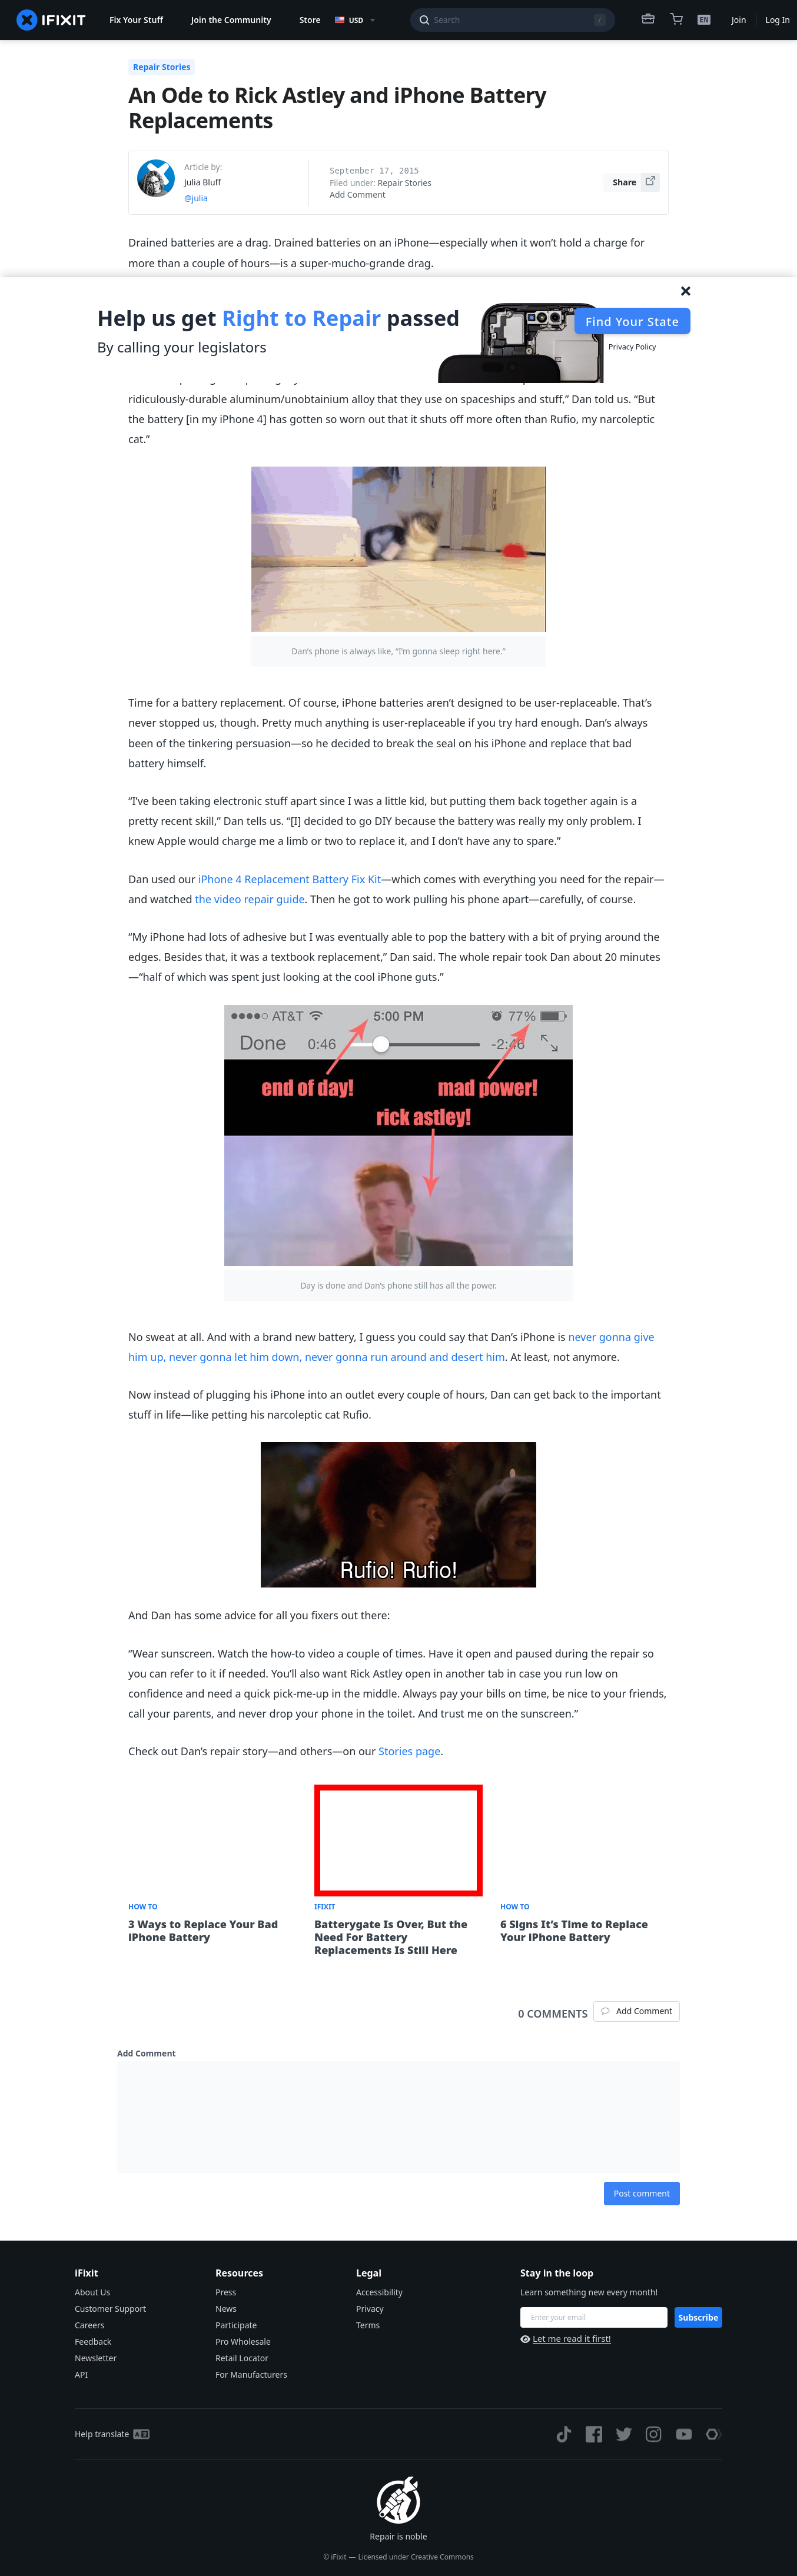 IFIXIT
Fix Your Stuff
Join the Community
Store
USD
Search
/
EN
Join
Log In
Repair Stories
An Ode to Rick Astley and iPhone Battery
Replacements
Article by:
Julia Bluff
@julia
September 17, 2015
Filed under: Repair Stories
Add Comment
Share
Drained batteries are a drag. Drained batteries on an iPhone—especially when it won’t hold a charge for
more than a couple of hours—is a super-mucho-grande drag.
Help us get Right to Repair passed
By calling your legislators
Find Your State
Privacy Policy
ridiculously-durable aluminum/unobtainium alloy that they use on spaceships and stuff,” Dan told us. “But
the battery [in my iPhone 4] has gotten so worn out that it shuts off more often than Rufio, my narcoleptic
cat.”
Dan’s phone is always like, “I’m gonna sleep right here.”
Time for a battery replacement. Of course, iPhone batteries aren’t designed to be user-replaceable. That’s
never stopped us, though. Pretty much anything is user-replaceable if you try hard enough. Dan’s always
been of the tinkering persuasion—so he decided to break the seal on his iPhone and replace that bad
battery himself.
“I’ve been taking electronic stuff apart since I was a little kid, but putting them back together again is a
pretty recent skill,” Dan tells us. “[I] decided to go DIY because the battery was really my only problem. I
knew Apple would charge me a limb or two to replace it, and I don’t have any to spare.”
Dan used our iPhone 4 Replacement Battery Fix Kit—which comes with everything you need for the repair—
and watched the video repair guide. Then he got to work pulling his phone apart—carefully, of course.
“My iPhone had lots of adhesive but I was eventually able to pop the battery with a bit of prying around the
edges. Besides that, it was a textbook replacement,” Dan said. The whole repair took Dan about 20 minutes
—“half of which was spent just looking at the cool iPhone guts.”
AT&T 5:00 PM 77%
Done 0:46 -2:46
end of day! mad power!
rick astley!
Day is done and Dan’s phone still has all the power.
No sweat at all. And with a brand new battery, I guess you could say that Dan’s iPhone is never gonna give
him up, never gonna let him down, never gonna run around and desert him. At least, not anymore.
Now instead of plugging his iPhone into an outlet every couple of hours, Dan can get back to the important
stuff in life—like petting his narcoleptic cat Rufio.
Rufio! Rufio!
And Dan has some advice for all you fixers out there:
“Wear sunscreen. Watch the how-to video a couple of times. Have it open and paused during the repair so
you can refer to it if needed. You’ll also want Rick Astley open in another tab in case you run low on
confidence and need a quick pick-me-up in the middle. Always pay your bills on time, be nice to your friends,
call your parents, and never drop your phone in the toilet. And trust me on the sunscreen.”
Check out Dan’s repair story—and others—on our Stories page.
HOW TO
3 Ways to Replace Your Bad
iPhone Battery
IFIXIT
Batterygate Is Over, But the
Need For Battery
Replacements Is Still Here
HOW TO
6 Signs It’s Time to Replace
Your iPhone Battery
0 COMMENTS
Add Comment
Add Comment
Post comment
iFixit
About Us
Customer Support
Careers
Feedback
Newsletter
API
Resources
Press
News
Participate
Pro Wholesale
Retail Locator
For Manufacturers
Legal
Accessibility
Privacy
Terms
Stay in the loop
Learn something new every month!
Enter your email
Subscribe
Let me read it first!
Help translate
Repair is noble
© iFixit — Licensed under Creative Commons